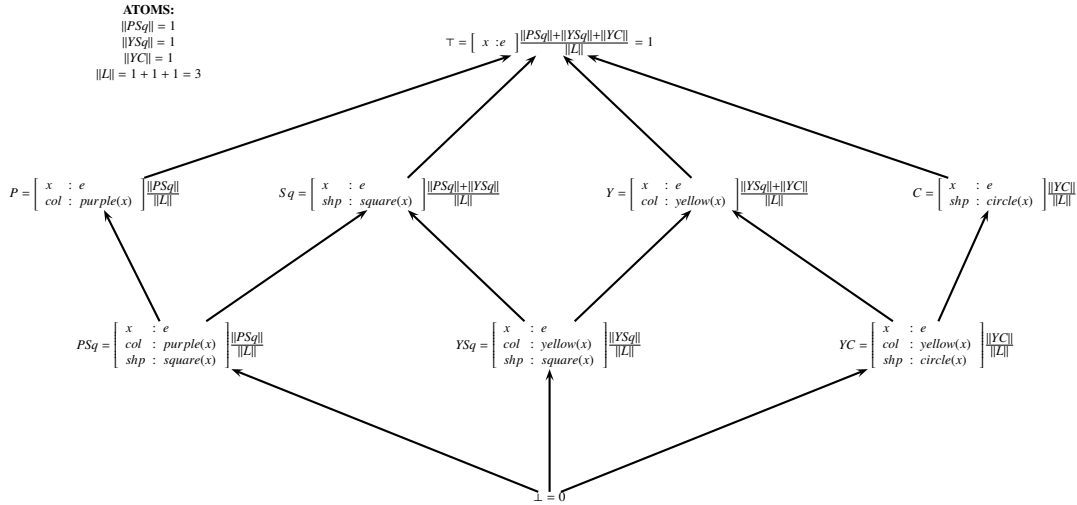 ATOMS:
||PSq|| = 1
||YSq|| = 1
||YC|| = 1
||L|| = 1 + 1 + 1 = 3
⊤ = [ x : e ] ||PSq||+||YSq||+||YC|| / ||L|| = 1
P = [ x : e
col : purple(x) ] ||PSq|| / ||L||
Sq = [ x : e
shp : square(x) ] ||PSq||+||YSq|| / ||L||
Y = [ x : e
col : yellow(x) ] ||YSq||+||YC|| / ||L||
C = [ x : e
shp : circle(x) ] ||YC|| / ||L||
PSq = [ x : e
col : purple(x)
shp : square(x) ] ||PSq|| / ||L||
YSq = [ x : e
col : yellow(x)
shp : square(x) ] ||YSq|| / ||L||
YC = [ x : e
col : yellow(x)
shp : circle(x) ] ||YC|| / ||L||
⊥ = 0